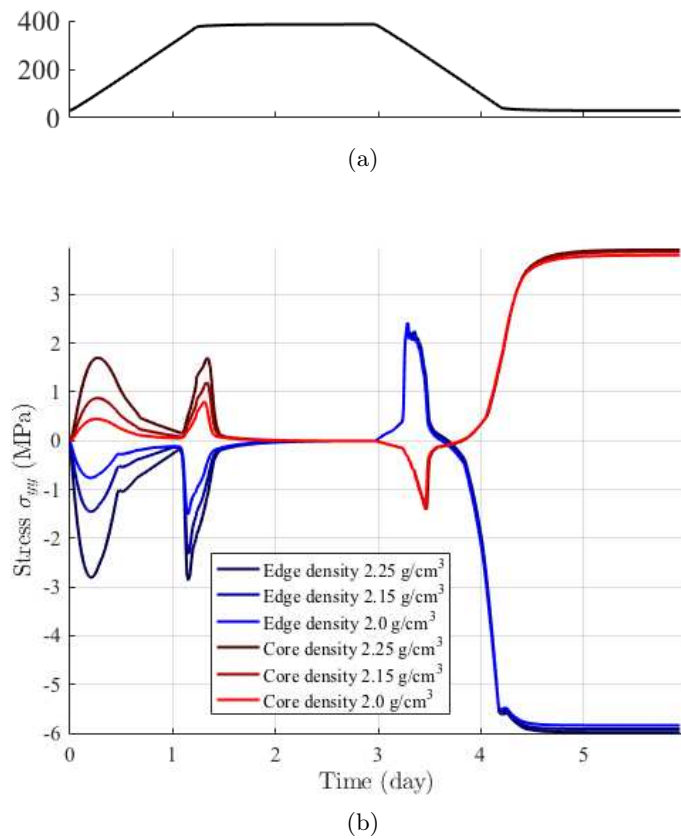 400
200
0
(a)
3
2
1
0
-1
-2
-3
-4
-5
-6
Stress σyy (MPa)
Edge density 2.25 g/cm³
Edge density 2.15 g/cm³
Edge density 2.0 g/cm³
Core density 2.25 g/cm³
Core density 2.15 g/cm³
Core density 2.0 g/cm³
0 1 2 3 4 5
Time (day)
(b)